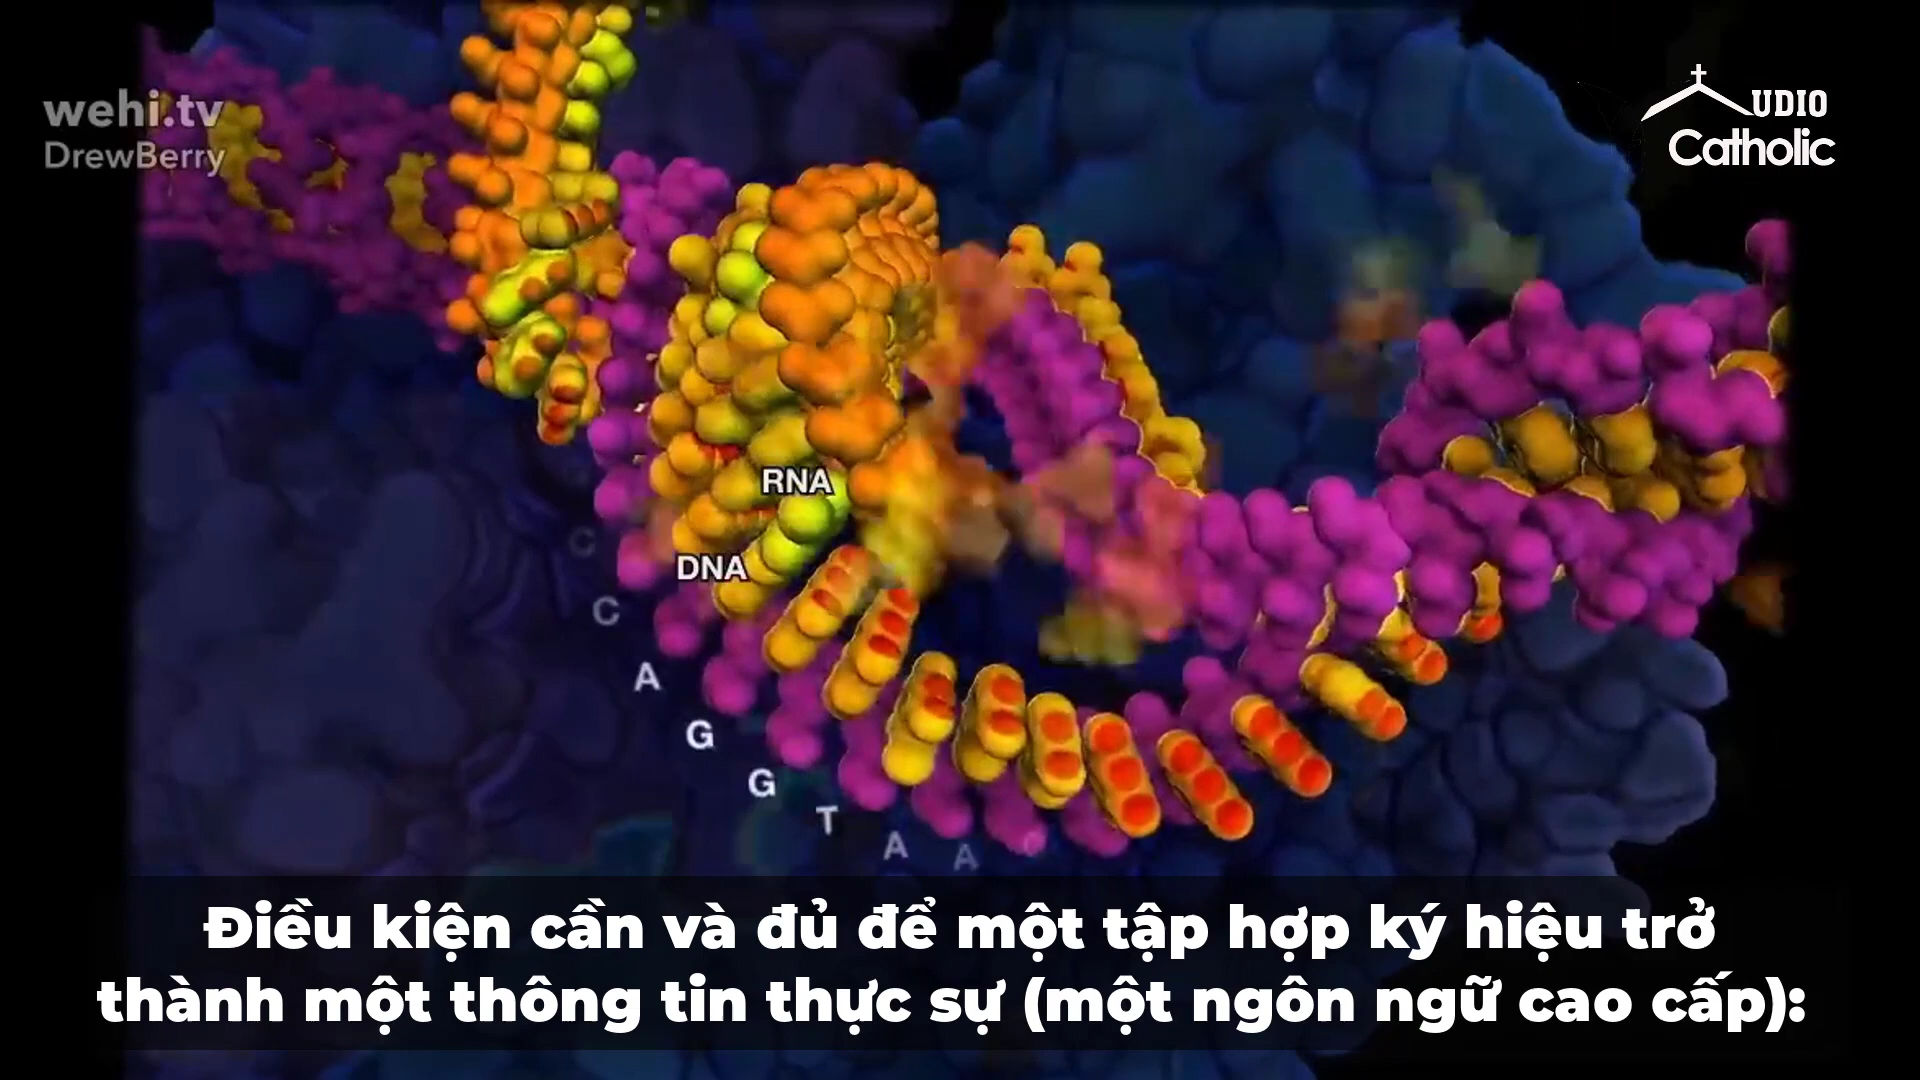 wehi.tv
DrewBerry
UDIO
Catholic
RNA
DNA
C
C
A
G
G
T
A
A
C
Điều kiện cần và đủ để một tập hợp ký hiệu trở
thành một thông tin thực sự (một ngôn ngữ cao cấp):